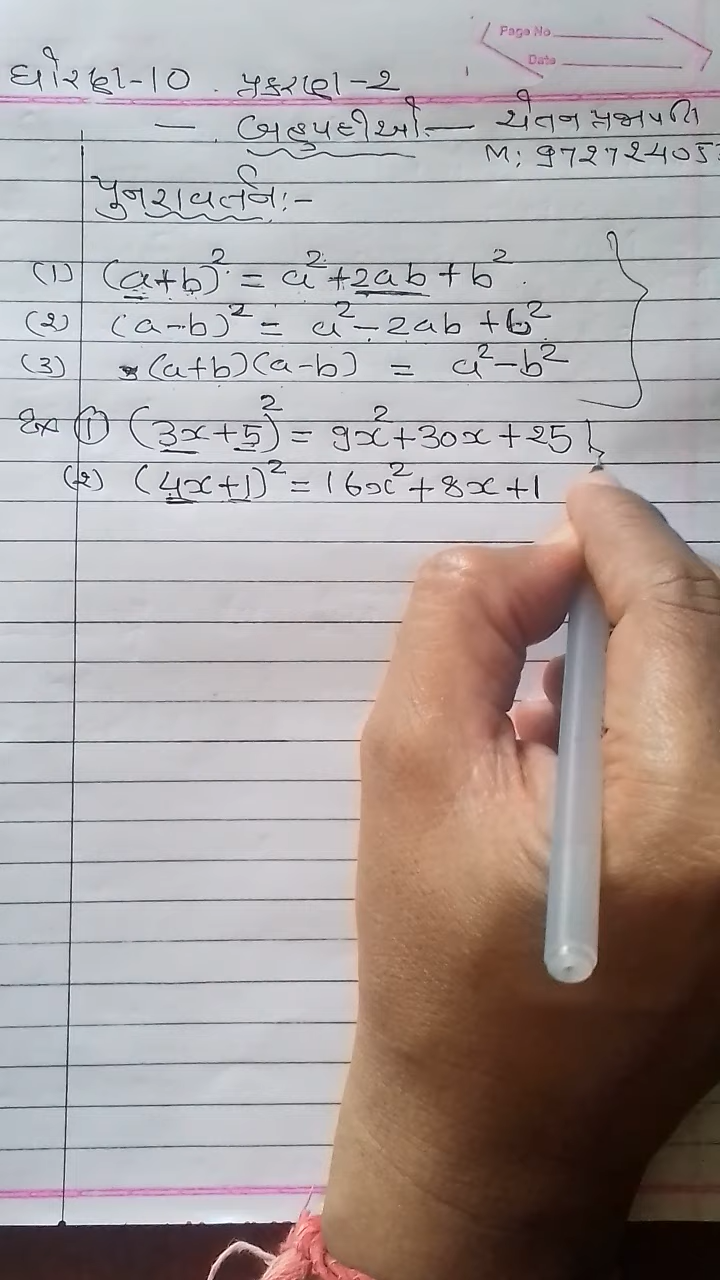 Page No
Date
ધોરણ-10. પ્રકરણ-2
— બહુપદીઓ — ચેતન પ્રજાપતિ
M: 972724053
પુનરાવર્તન:-
(1) (a+b)² = a²+2ab+b²
(2) (a-b)² = a²-2ab+b²
(3) (a+b)(a-b) = a²-b²
Ex ① (3x+5)² = 9x²+30x+25
(2) (4x+1)² = 16x²+8x+1